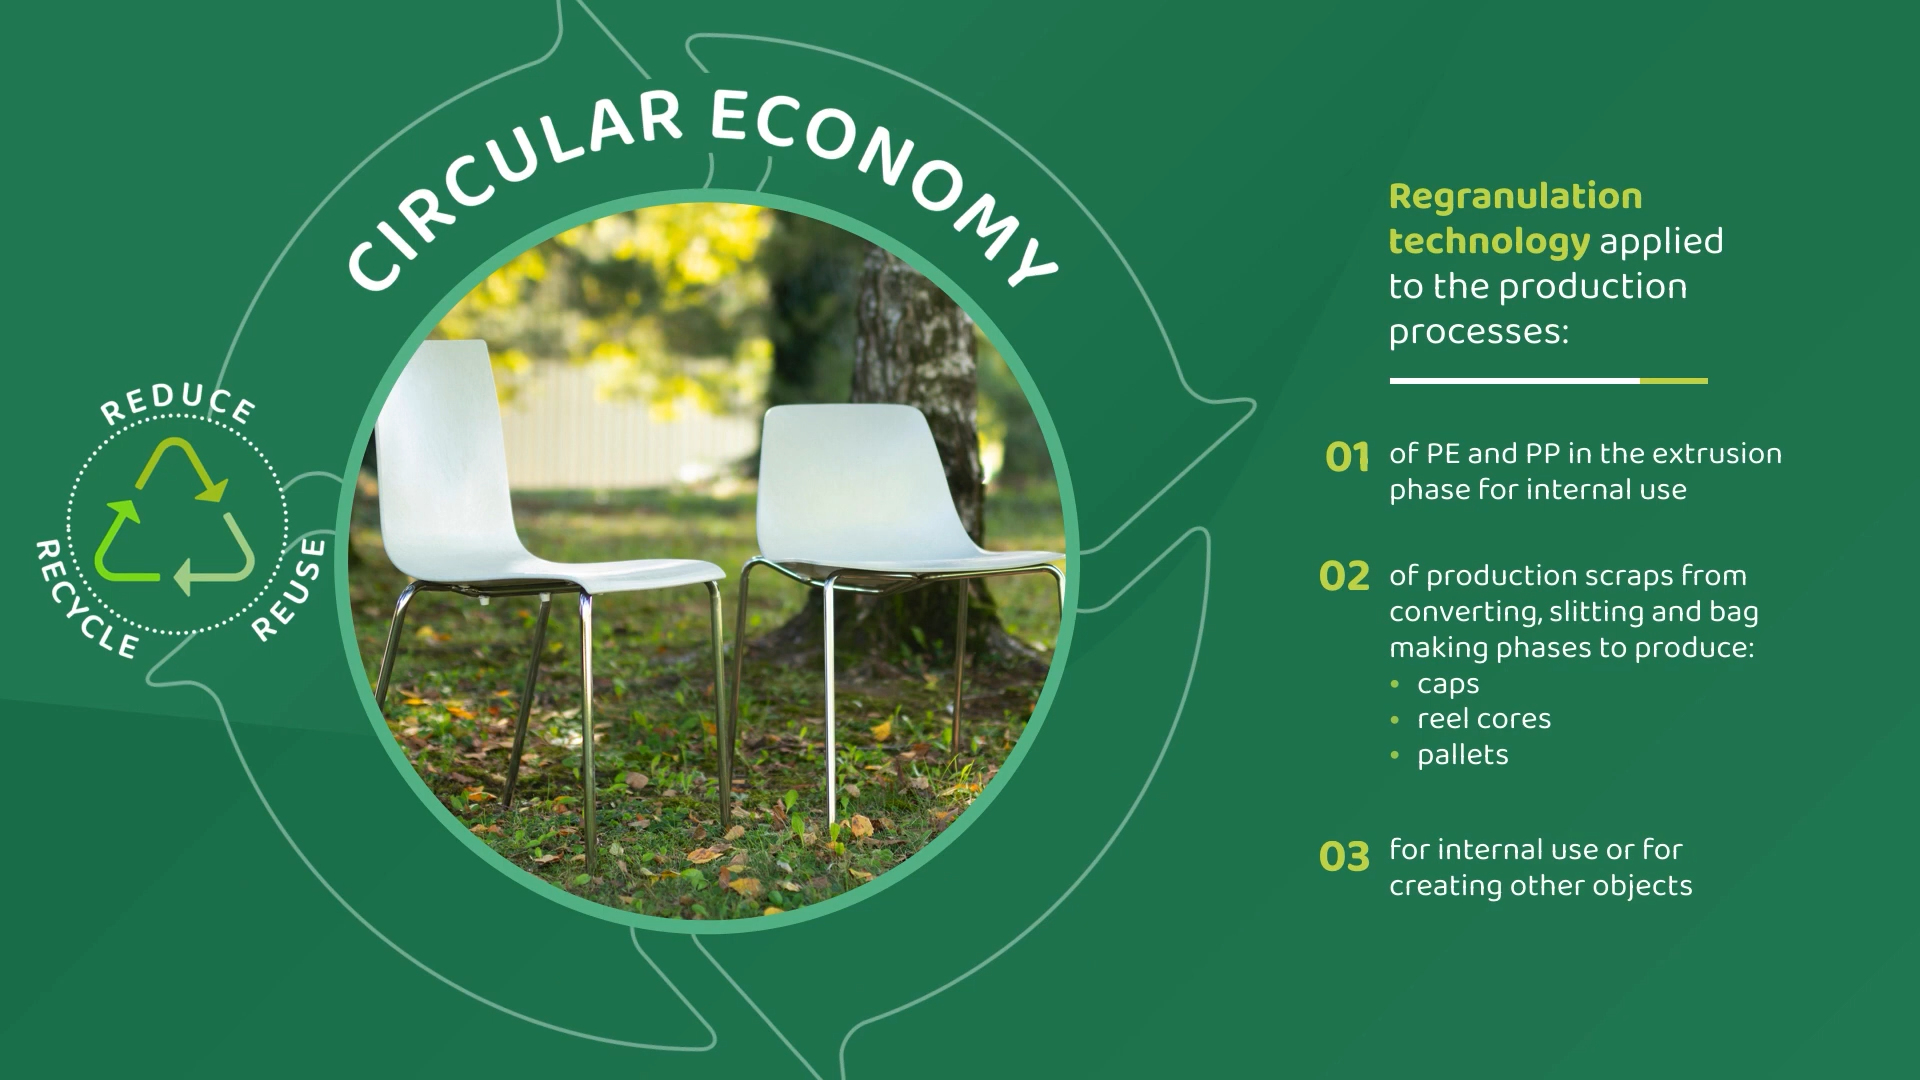 CIRCULAR ECONOMY
REDUCE
REUSE
RECYCLE
Regranulation
technology applied
to the production
processes:
01 of PE and PP in the extrusion
phase for internal use
02 of production scraps from
converting, slitting and bag
making phases to produce:
• caps
• reel cores
• pallets
03 for internal use or for
creating other objects